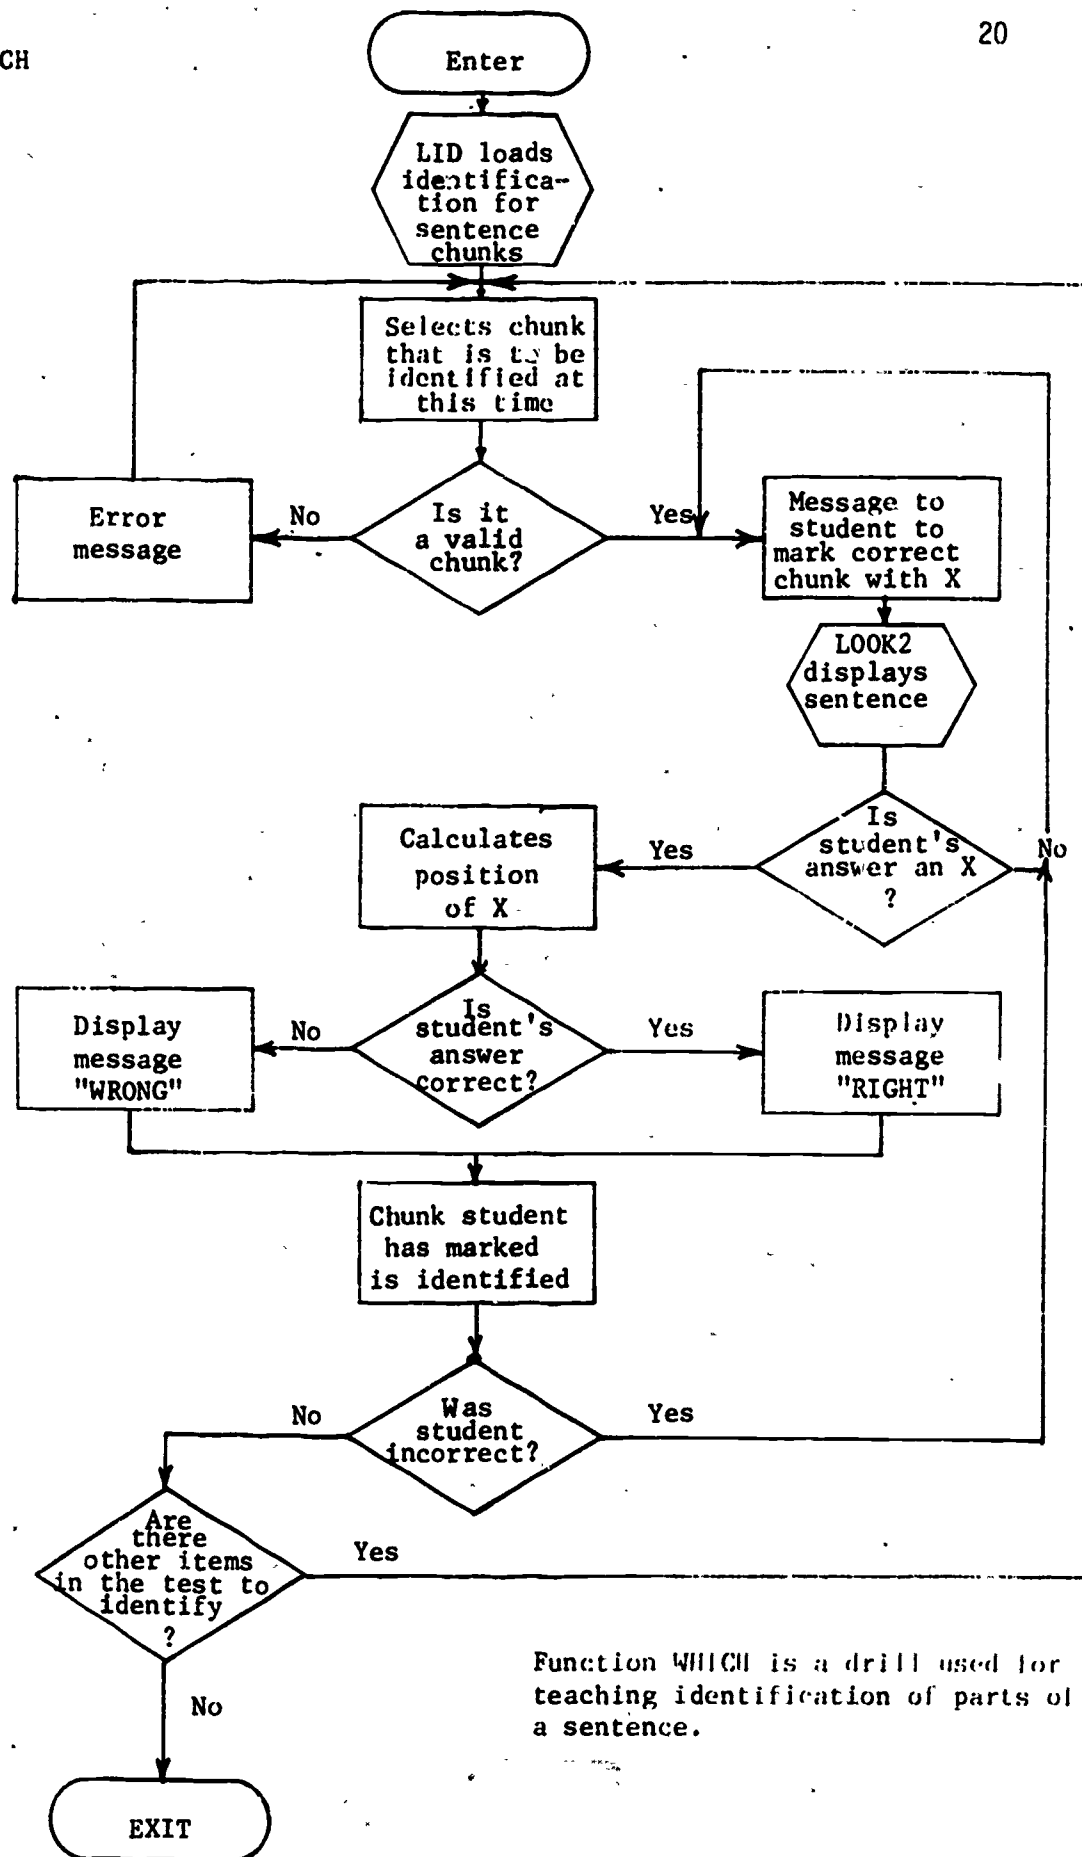 20
CH
Enter
LID loads
identifica-
tion for
sentence
chunks
Selects chunk
that is to be
identified at
this time
Is it
a valid
chunk?
No
Error
message
Yes
Message to
student to
mark correct
chunk with X
LOOK2
displays
sentence
Is
student's
answer an X
?
No
Yes
Calculates
position
of X
Is
student's
answer
correct?
No
Display
message
"WRONG"
Yes
Display
message
"RIGHT"
Chunk student
has marked
is identified
Was
student
incorrect?
No
Yes
Are
there
other items
in the test to
identify
?
Yes
No
Function WHICH is a drill used for
teaching identification of parts of
a sentence.
EXIT